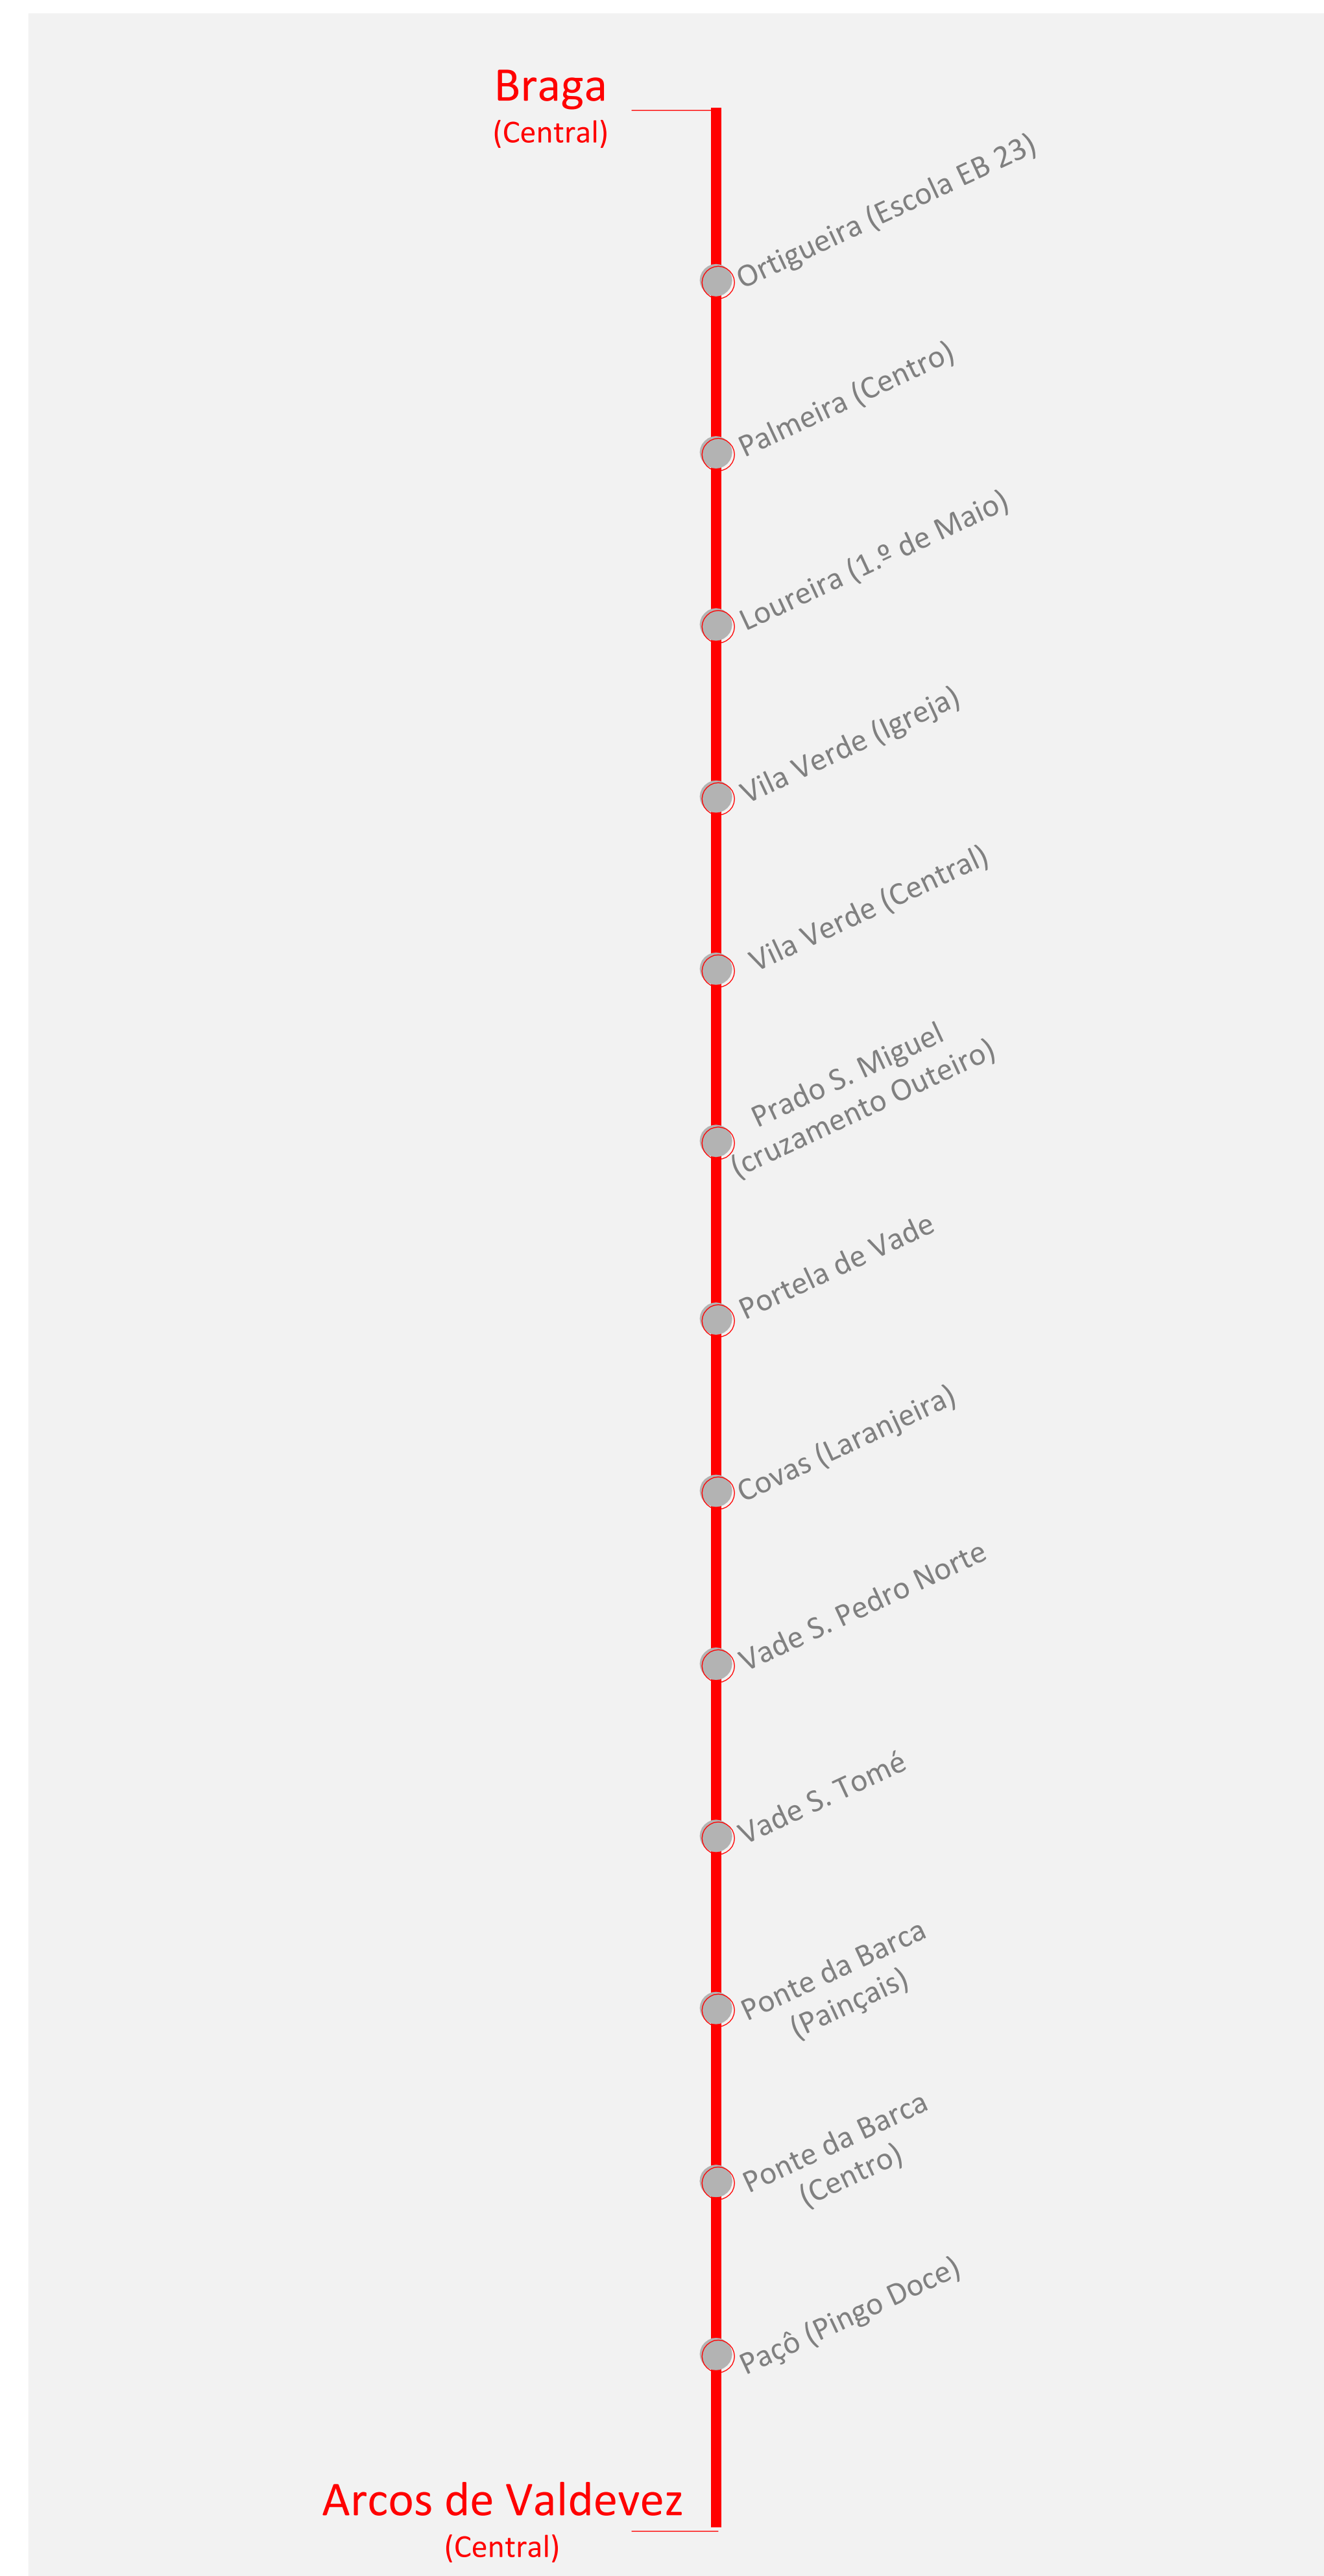 Braga
(Central)
Ortigueira (Escola EB 23)
Palmeira (Centro)
Loureira (1.º de Maio)
Vila Verde (Igreja)
Vila Verde (Central)
Prado S. Miguel
(cruzamento Outeiro)
Portela de Vade
Covas (Laranjeira)
Vade S. Pedro Norte
Vade S. Tomé
Ponte da Barca
(Painçais)
Ponte da Barca
(Centro)
Paçô (Pingo Doce)
Arcos de Valdevez
(Central)